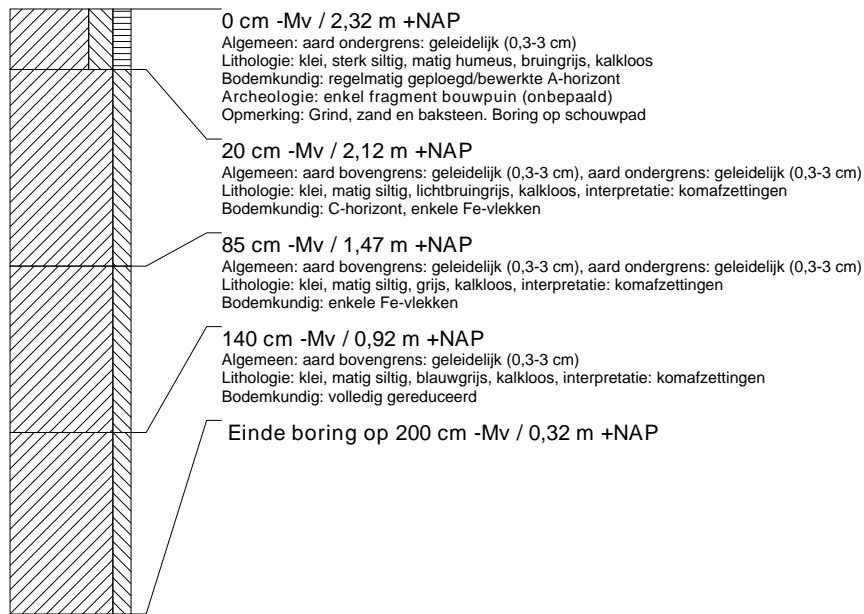 0 cm -Mv / 2,32 m +NAP
Algemeen: aard ondergrens: geleidelijk (0,3-3 cm)
Lithologie: klei, sterk siltig, matig humeus, bruingrijs, kalkloos
Bodemkundig: regelmatig geploegd/bewerkte A-horizont
Archeologie: enkel fragment bouwpuin (onbepaald)
Opmerking: Grind, zand en baksteen. Boring op schouwpad
20 cm -Mv / 2,12 m +NAP
Algemeen: aard bovengrens: geleidelijk (0,3-3 cm), aard ondergrens: geleidelijk (0,3-3 cm)
Lithologie: klei, matig siltig, lichtbruingrijs, kalkloos, interpretatie: komafzettingen
Bodemkundig: C-horizont, enkele Fe-vlekken
85 cm -Mv / 1,47 m +NAP
Algemeen: aard bovengrens: geleidelijk (0,3-3 cm), aard ondergrens: geleidelijk (0,3-3 cm)
Lithologie: klei, matig siltig, grijs, kalkloos, interpretatie: komafzettingen
Bodemkundig: enkele Fe-vlekken
140 cm -Mv / 0,92 m +NAP
Algemeen: aard bovengrens: geleidelijk (0,3-3 cm)
Lithologie: klei, matig siltig, blauwgrijs, kalkloos, interpretatie: komafzettingen
Bodemkundig: volledig gereduceerd
Einde boring op 200 cm -Mv / 0,32 m +NAP